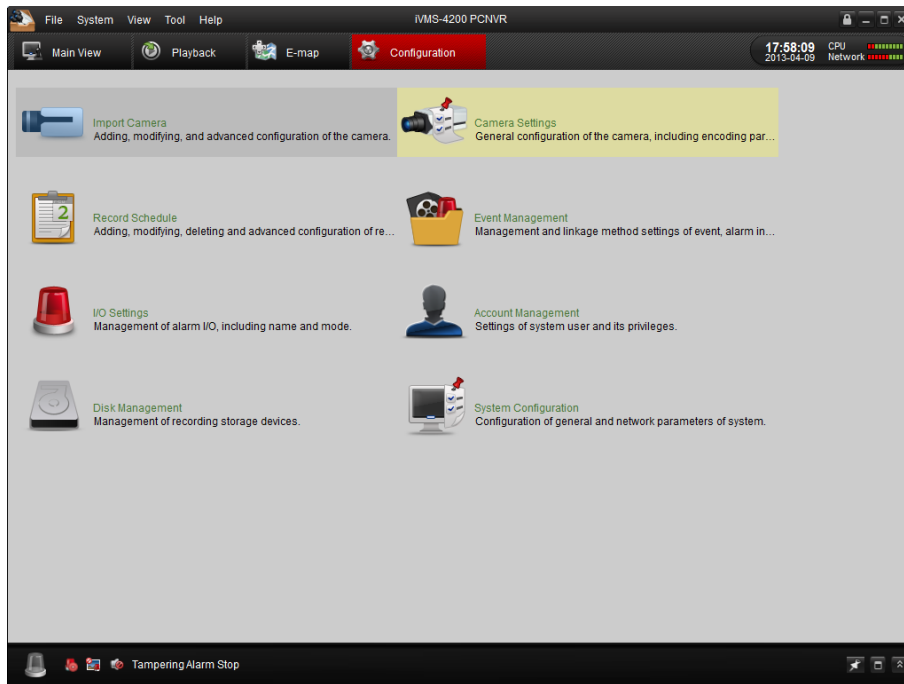 File System View Tool Help iVMS-4200 PCNVR
Main View Playback E-map Configuration 17:58:09 CPU
2013-04-09 Network
Import Camera
Adding, modifying, and advanced configuration of the camera.
Camera Settings
General configuration of the camera, including encoding par...
2
Record Schedule
Adding, modifying, deleting and advanced configuration of re...
Event Management
Management and linkage method settings of event, alarm in...
I/O Settings
Management of alarm I/O, including name and mode.
Account Management
Settings of system user and its privileges.
Disk Management
Management of recording storage devices.
System Configuration
Configuration of general and network parameters of system.
Tampering Alarm Stop